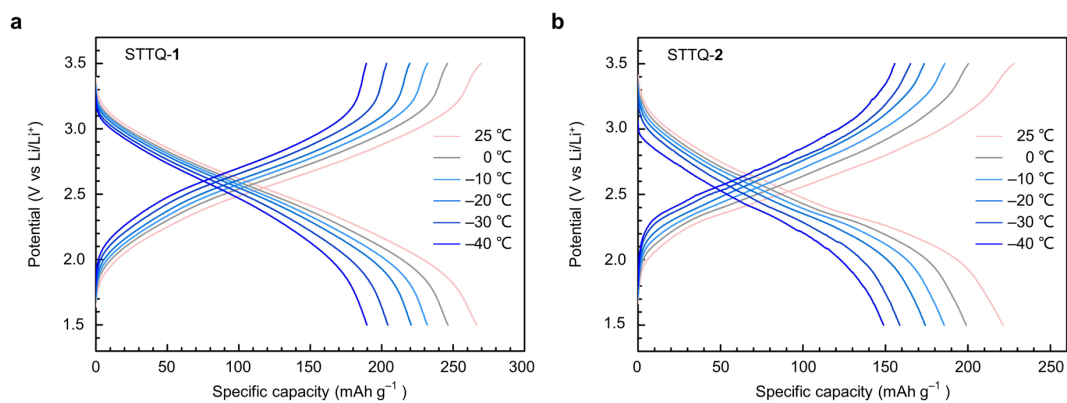 a
STTQ-1
3.5
3.0
2.5
2.0
1.5
Potential (V vs Li/Li⁺)
25 ℃
0 ℃
–10 ℃
–20 ℃
–30 ℃
–40 ℃
0 50 100 150 200 250 300
Specific capacity (mAh g⁻¹)
b
STTQ-2
3.5
3.0
2.5
2.0
1.5
Potential (V vs Li/Li⁺)
25 ℃
0 ℃
–10 ℃
–20 ℃
–30 ℃
–40 ℃
0 50 100 150 200 250
Specific capacity (mAh g⁻¹)